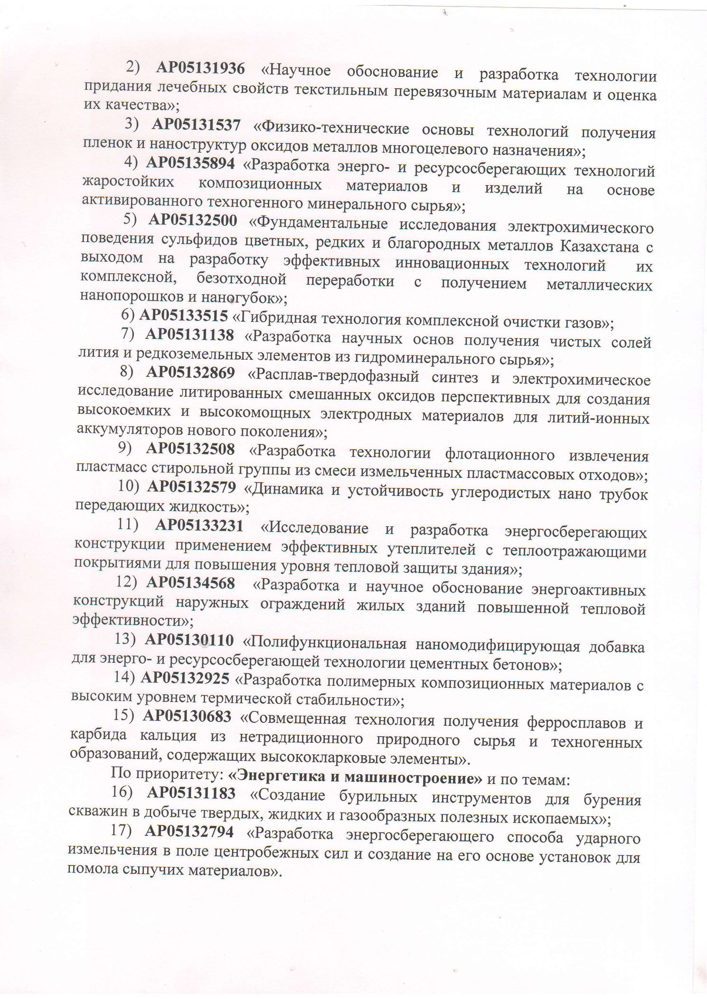 2) AP05131936 «Научное обоснование и разработка технологии
придания лечебных свойств текстильным перевязочным материалам и оценка
их качества»;
3) AP05131537 «Физико-технические основы технологий получения
пленок и наноструктур оксидов металлов многоцелевого назначения»;
4) AP05135894 «Разработка энерго- и ресурсосберегающих технологий
жаростойких композиционных материалов и изделий на основе
активированного техногенного минерального сырья»;
5) AP05132500 «Фундаментальные исследования электрохимического
поведения сульфидов цветных, редких и благородных металлов Казахстана с
выходом на разработку эффективных инновационных технологий их
комплексной, безотходной переработки с получением металлических
нанопорошков и наногубок»;
6) AP05133515 «Гибридная технология комплексной очистки газов»;
7) AP05131138 «Разработка научных основ получения чистых солей
лития и редкоземельных элементов из гидроминерального сырья»;
8) AP05132869 «Расплав-твердофазный синтез и электрохимическое
исследование литированных смешанных оксидов перспективных для создания
высокоемких и высокомощных электродных материалов для литий-ионных
аккумуляторов нового поколения»;
9) AP05132508 «Разработка технологии флотационного извлечения
пластмасс стирольной группы из смеси измельченных пластмассовых отходов»;
10) AP05132579 «Динамика и устойчивость углеродистых нано трубок
передающих жидкость»;
11) AP05133231 «Исследование и разработка энергосберегающих
конструкции применением эффективных утеплителей с теплоотражающими
покрытиями для повышения уровня тепловой защиты здания»;
12) AP05134568 «Разработка и научное обоснование энергоактивных
конструкций наружных ограждений жилых зданий повышенной тепловой
эффективности»;
13) AP05130110 «Полифункциональная наномодифицирующая добавка
для энерго- и ресурсосберегающей технологии цементных бетонов»;
14) AP05132925 «Разработка полимерных композиционных материалов с
высоким уровнем термической стабильности»;
15) AP05130683 «Совмещенная технология получения ферросплавов и
карбида кальция из нетрадиционного природного сырья и техногенных
образований, содержащих высококларковые элементы».
По приоритету: «Энергетика и машиностроение» и по темам:
16) AP05131183 «Создание бурильных инструментов для бурения
скважин в добыче твердых, жидких и газообразных полезных ископаемых»;
17) AP05132794 «Разработка энергосберегающего способа ударного
измельчения в поле центробежных сил и создание на его основе установок для
помола сыпучих материалов».